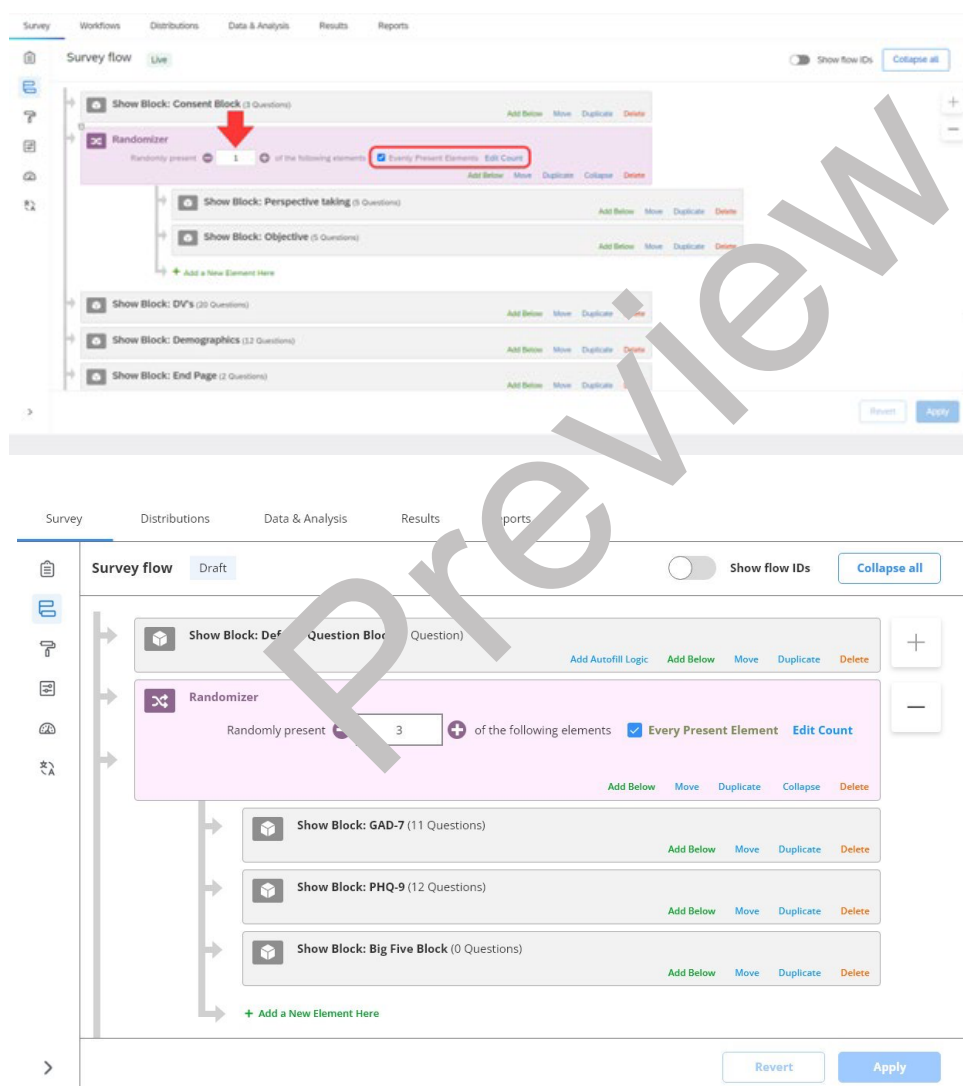 Survey Workflows Distributions Data & Analysis Results Reports
Survey flow Live Show flow IDs Collapse all
Show Block: Consent Block (3 Questions)
Add Below Move Duplicate Delete
Randomizer
Randomly present 1 of the following elements Evenly Present Elements Edit Count
Add Below Move Duplicate Collapse Delete
Show Block: Perspective taking (5 Questions)
Add Below Move Duplicate Delete
Show Block: Objective (5 Questions)
Add Below Move Duplicate Delete
+ Add a New Element Here
Show Block: DV's (20 Questions)
Add Below Move Duplicate
Show Block: Demographics (12 Questions)
Add Below Move Duplicate Delete
Show Block: End Page (2 Questions)
Add Below Move Duplicate
Revert Apply
Preview
Survey Distributions Data & Analysis Results
Survey flow Draft Show flow IDs Collapse all
Show Block: Question Question)
Add Autofill Logic Add Below Move Duplicate Delete
Randomizer
Randomly present 3 of the following elements Every Present Element Edit Count
Add Below Move Duplicate Collapse Delete
Show Block: GAD-7 (11 Questions)
Add Below Move Duplicate Delete
Show Block: PHQ-9 (12 Questions)
Add Below Move Duplicate Delete
Show Block: Big Five Block (0 Questions)
Add Below Move Duplicate Delete
+ Add a New Element Here
Revert Apply